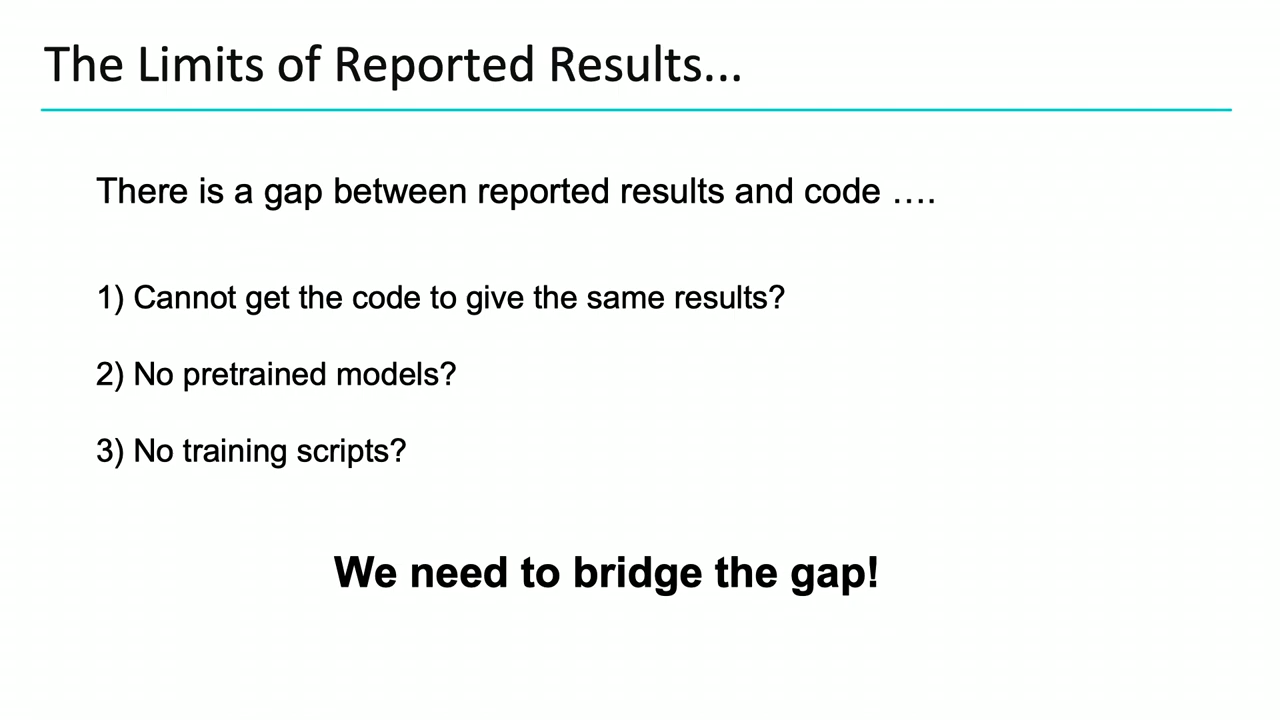 The Limits of Reported Results...
There is a gap between reported results and code ....
1) Cannot get the code to give the same results?
2) No pretrained models?
3) No training scripts?
We need to bridge the gap!